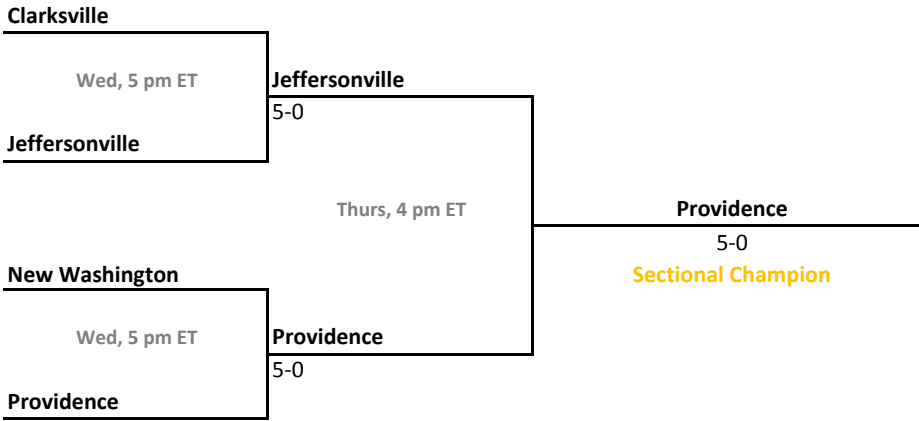 Clarksville
Wed, 5 pm ET
Jeffersonville
5-0
Jeffersonville
Thurs, 4 pm ET
Providence
5-0
Sectional Champion
New Washington
Wed, 5 pm ET
Providence
5-0
Providence